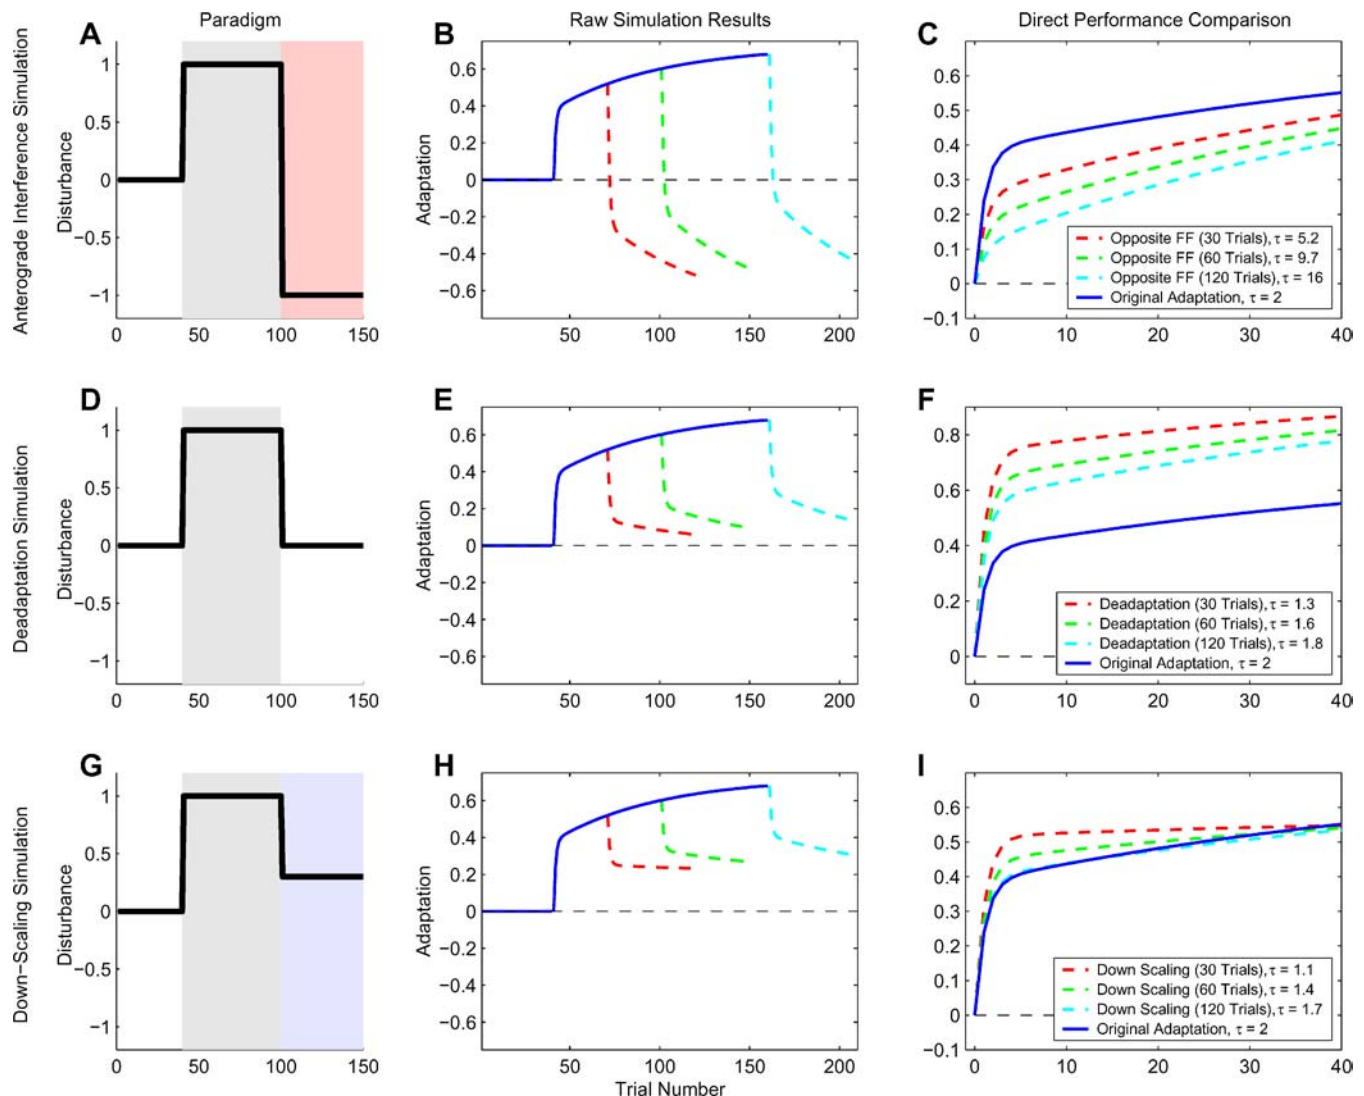 Paradigm
Raw Simulation Results
Direct Performance Comparison
Anterograde Interference Simulation
A
Disturbance
1
0.5
0
−0.5
−1
0 50 100 150
B
Adaptation
0.6
0.4
0.2
0
−0.2
−0.4
−0.6
50 100 150 200
C
0.6
0.5
0.4
0.3
0.2
0.1
0
−0.1
0 10 20 30 40
Opposite FF (30 Trials), τ = 5.2
Opposite FF (60 Trials), τ = 9.7
Opposite FF (120 Trials), τ = 16
Original Adaptation, τ = 2
Deadaptation Simulation
D
Disturbance
1
0.5
0
−0.5
−1
0 50 100 150
E
Adaptation
0.6
0.4
0.2
0
−0.2
−0.4
−0.6
50 100 150 200
F
0.8
0.6
0.4
0.2
0
0 10 20 30 40
Deadaptation (30 Trials), τ = 1.3
Deadaptation (60 Trials), τ = 1.6
Deadaptation (120 Trials), τ = 1.8
Original Adaptation, τ = 2
Down−Scaling Simulation
G
Disturbance
1
0.5
0
−0.5
−1
0 50 100 150
H
Adaptation
0.6
0.4
0.2
0
−0.2
−0.4
−0.6
50 100 150 200
Trial Number
I
0.6
0.5
0.4
0.3
0.2
0.1
0
−0.1
0 10 20 30 40
Down Scaling (30 Trials), τ = 1.1
Down Scaling (60 Trials), τ = 1.4
Down Scaling (120 Trials), τ = 1.7
Original Adaptation, τ = 2